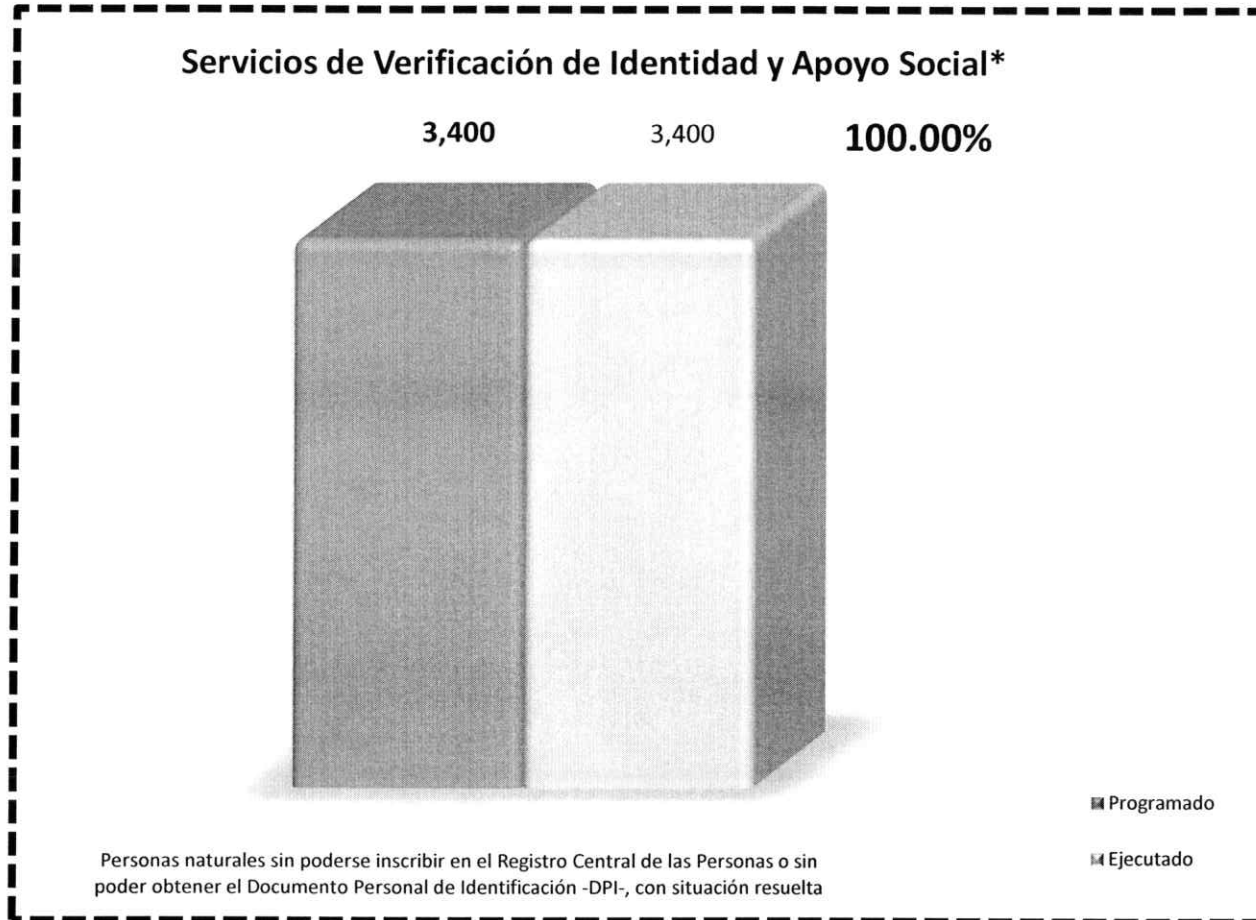 Servicios de Verificación de Identidad y Apoyo Social*
3,400 3,400 100.00%
Programado
Ejecutado
Personas naturales sin poderse inscribir en el Registro Central de las Personas o sin
poder obtener el Documento Personal de Identificación -DPI-, con situación resuelta